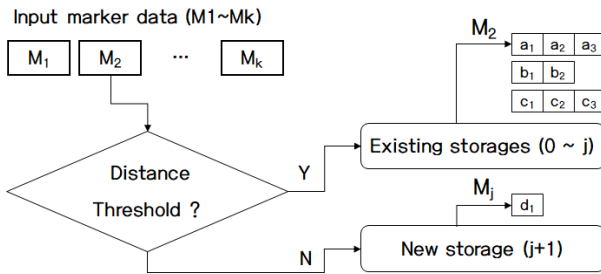 Input marker data (M1~Mk)
M1 M2 ... Mk
M2
a1 a2 a3
b1 b2
c1 c2 c3
Distance
Threshold ?
Y
Existing storages (0 ~ j)
Mj
d1
N
New storage (j+1)